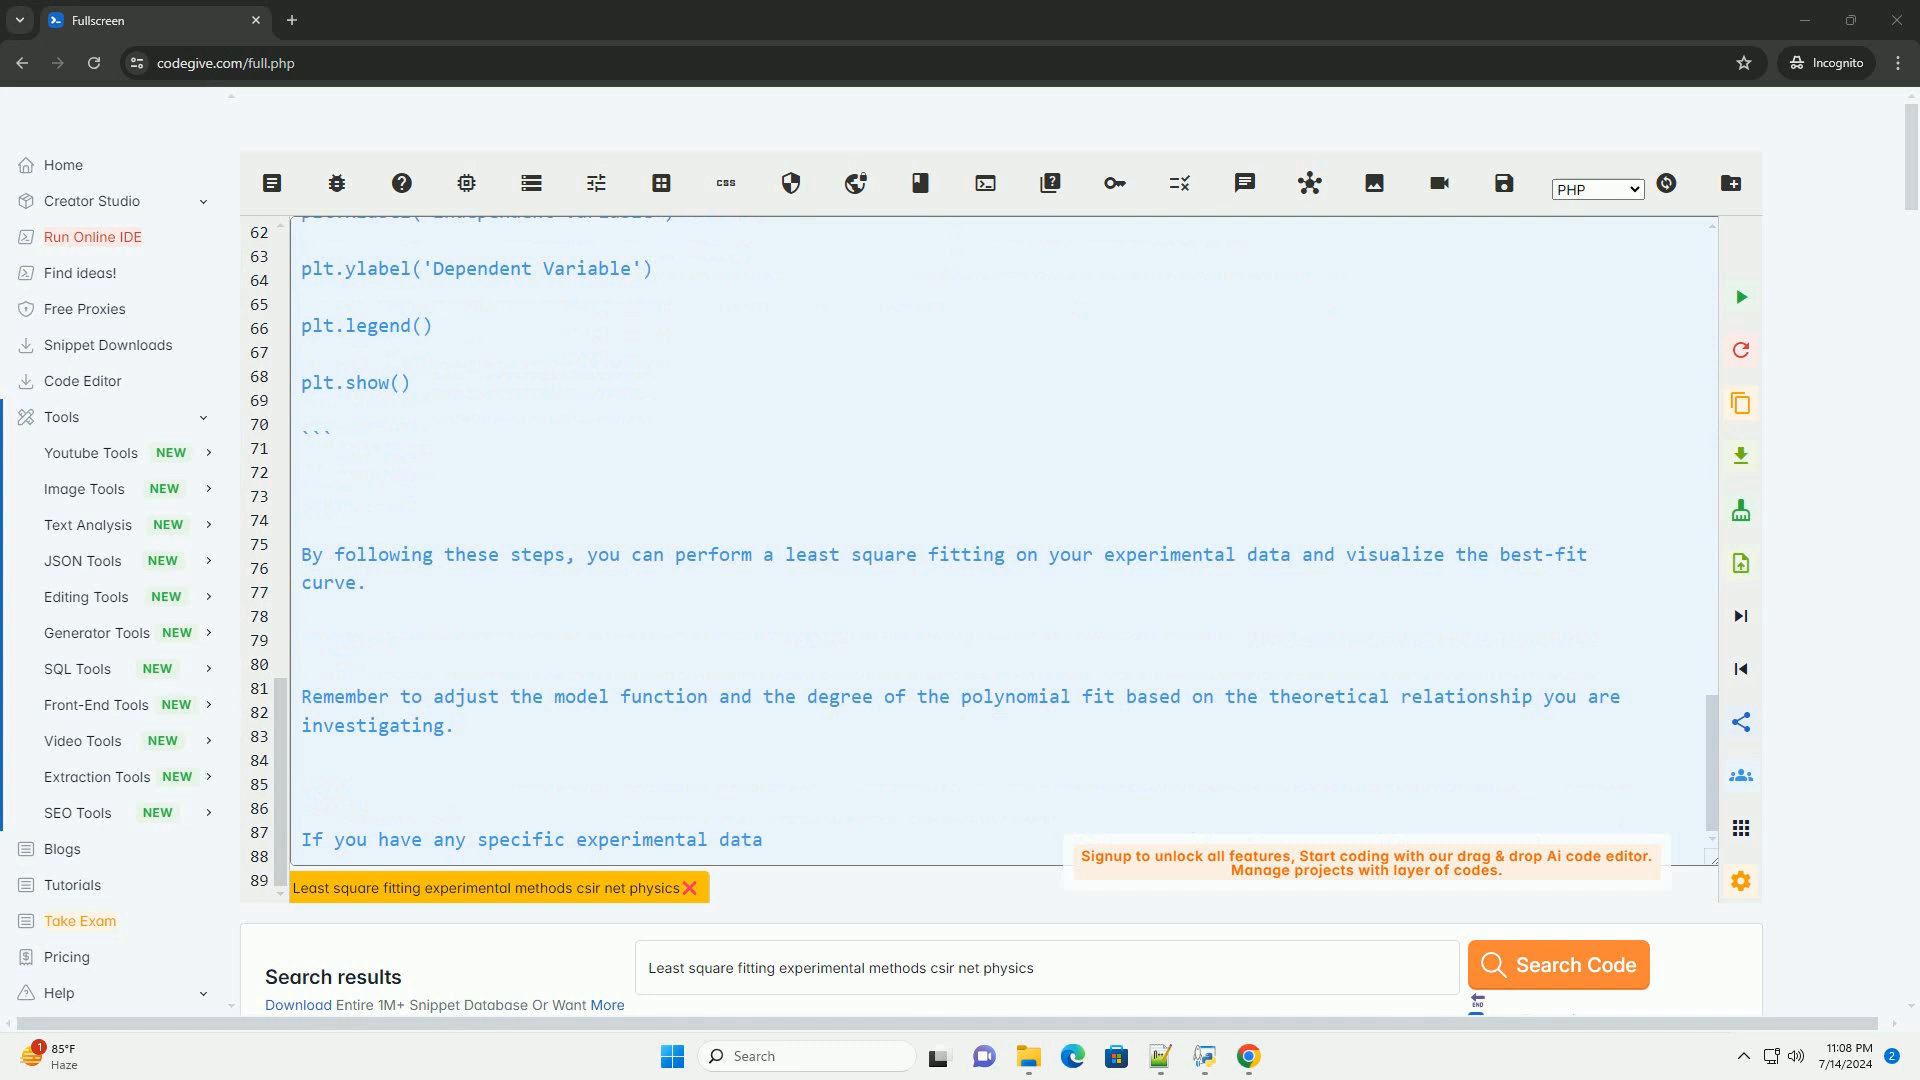 Fullscreen
codegive.com/full.php
Incognito
Home
Creator Studio
Run Online IDE
Find ideas!
Free Proxies
Snippet Downloads
Code Editor
Tools
Youtube Tools NEW
Image Tools NEW
Text Analysis NEW
JSON Tools NEW
Editing Tools NEW
Generator Tools NEW
SQL Tools NEW
Front-End Tools NEW
Video Tools NEW
Extraction Tools NEW
SEO Tools NEW
Blogs
Tutorials
Take Exam
Pricing
Help
css
PHP
62
63
64
65
66
67
68
69
70
71
72
73
74
75
76
77
78
79
80
81
82
83
84
85
86
87
88
89
plt.ylabel('Dependent Variable')
plt.legend()
plt.show()
```
By following these steps, you can perform a least square fitting on your experimental data and visualize the best-fit
curve.
Remember to adjust the model function and the degree of the polynomial fit based on the theoretical relationship you are
investigating.
If you have any specific experimental data
Signup to unlock all features, Start coding with our drag & drop Ai code editor.
Manage projects with layer of codes.
Least square fitting experimental methods csir net physics
Search results
Download Entire 1M+ Snippet Database Or Want More
Least square fitting experimental methods csir net physics
Search Code
END
1
85°F
Haze
Search
11:08 PM
7/14/2024
2